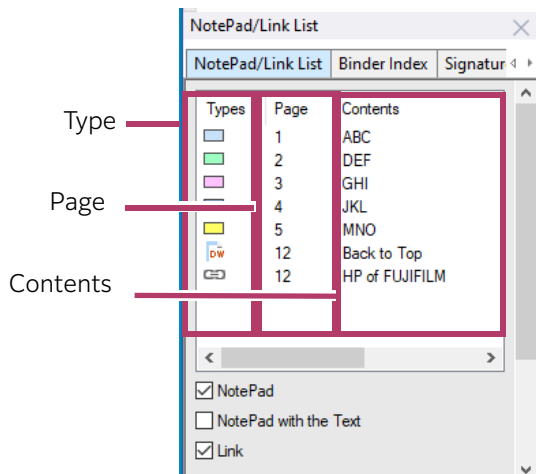 NotePad/Link List
NotePad/Link List Binder Index Signatur
Types Page Contents
1 ABC
2 DEF
3 GHI
4 JKL
5 MNO
DW 12 Back to Top
12 HP of FUJIFILM
NotePad
NotePad with the Text
Link
Type
Page
Contents